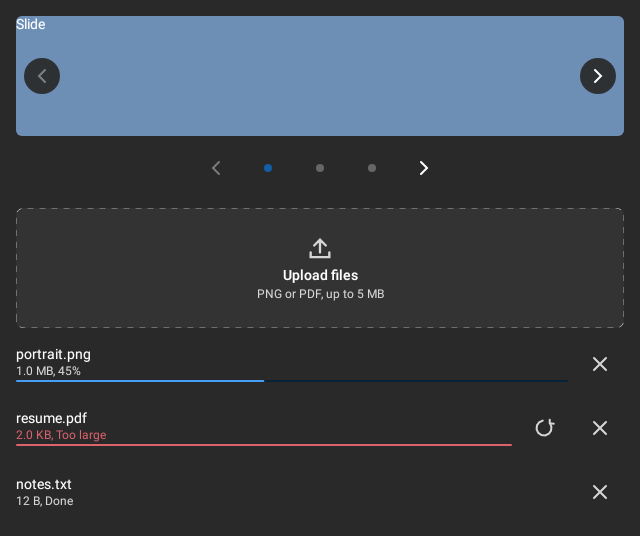 Slide
Upload files
PNG or PDF, up to 5 MB
portrait.png
1.0 MB, 45%
resume.pdf
2.0 KB, Too large
notes.txt
12 B, Done